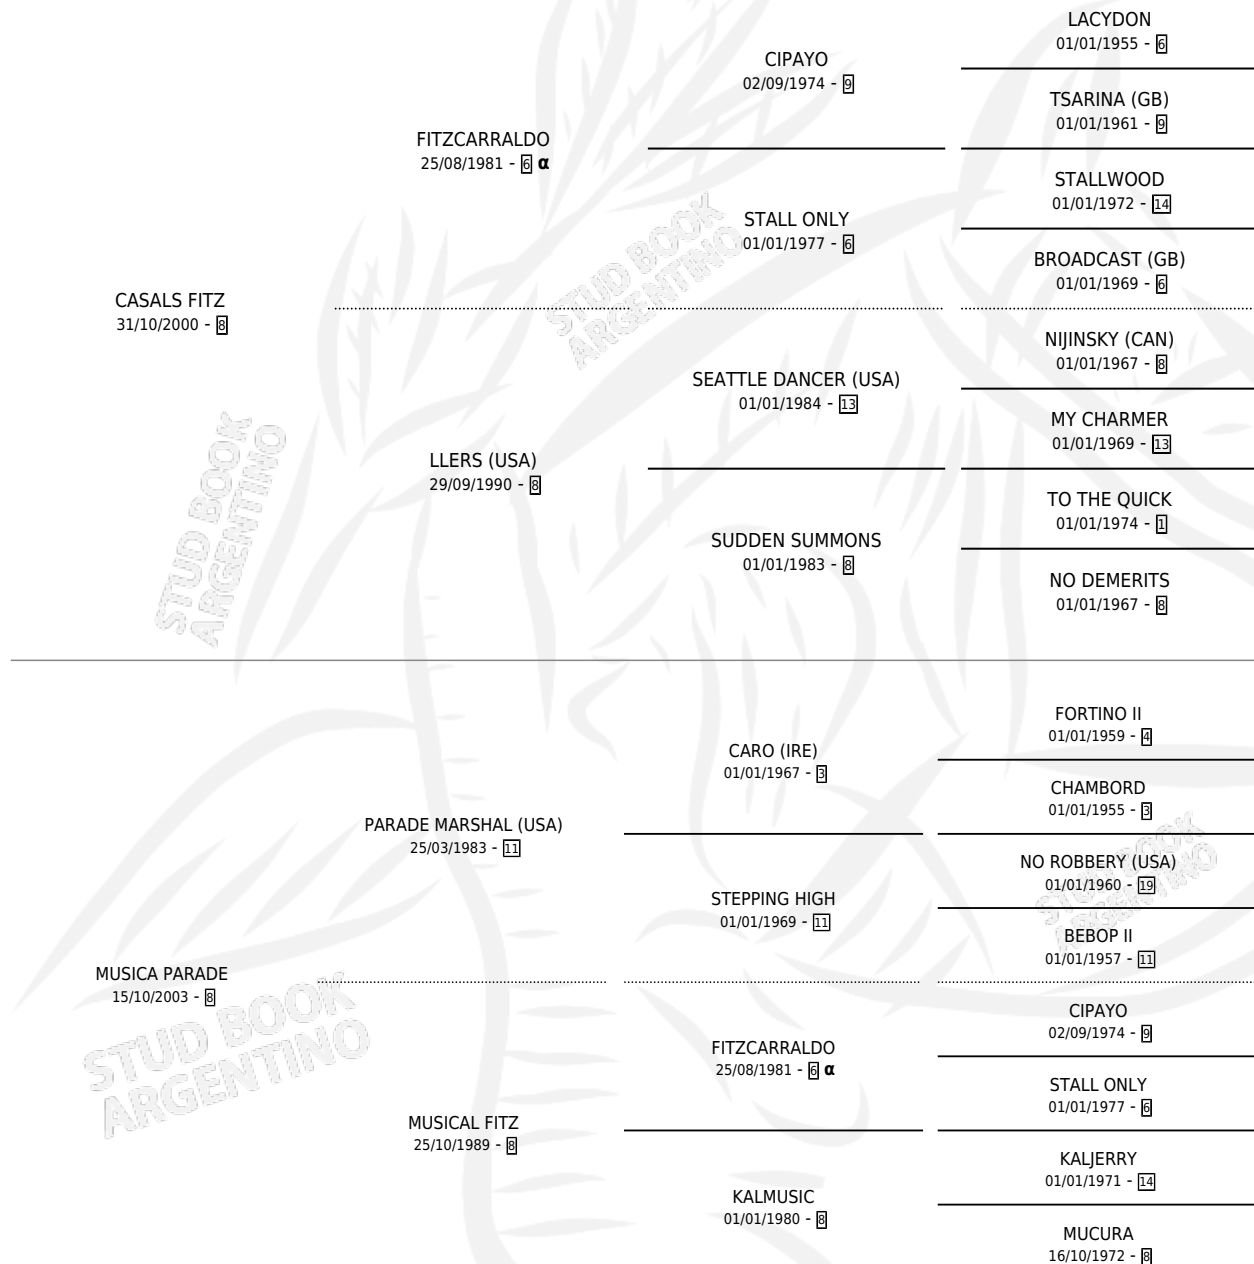 LACYDON
01/01/1955 - 6
CIPAYO
02/09/1974 - 9
TSARINA (GB)
01/01/1961 - 9
FITZCARRALDO
25/08/1981 - 6 α
STALLWOOD
01/01/1972 - 14
STALL ONLY
01/01/1977 - 6
BROADCAST (GB)
01/01/1969 - 6
CASALS FITZ
31/10/2000 - 8
NIJINSKY (CAN)
01/01/1967 - 8
SEATTLE DANCER (USA)
01/01/1984 - 13
MY CHARMER
01/01/1969 - 13
LLERS (USA)
29/09/1990 - 8
TO THE QUICK
01/01/1974 - 1
SUDDEN SUMMONS
01/01/1983 - 8
NO DEMERITS
01/01/1967 - 8
FORTINO II
01/01/1959 - 4
CARO (IRE)
01/01/1967 - 3
CHAMBORD
01/01/1955 - 3
PARADE MARSHAL (USA)
25/03/1983 - 11
NO ROBBERY (USA)
01/01/1960 - 19
STEPPING HIGH
01/01/1969 - 11
BEBOP II
01/01/1957 - 11
MUSICA PARADE
15/10/2003 - 8
CIPAYO
02/09/1974 - 9
FITZCARRALDO
25/08/1981 - 6 α
STALL ONLY
01/01/1977 - 6
MUSICAL FITZ
25/10/1989 - 8
KALJERRY
01/01/1971 - 14
KALMUSIC
01/01/1980 - 8
MUCURA
16/10/1972 - 8
STUD BOOK
ARGENTINO
STUD BOOK
ARGENTINO
STUD BOOK
ARGENTINO
STUD BOOK
ARGENTINO